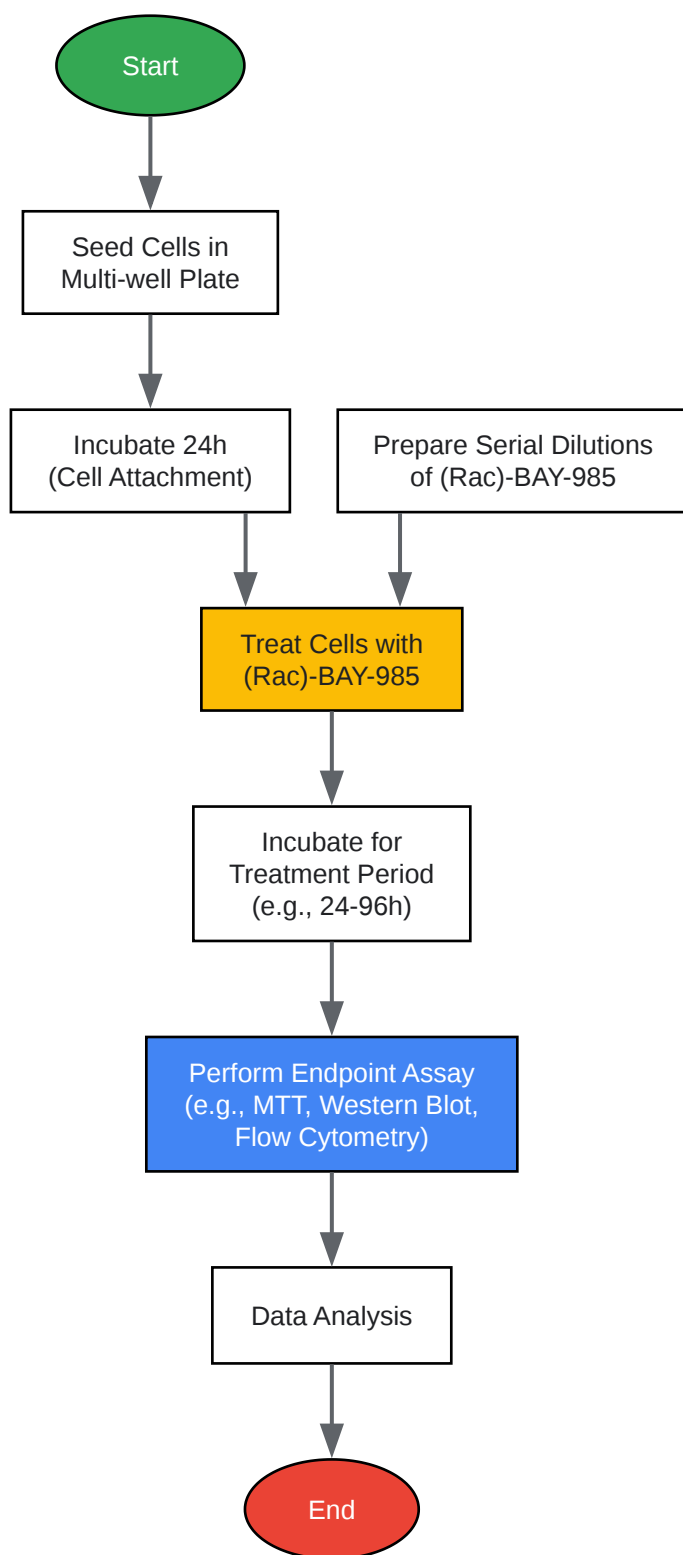 Start
Seed Cells in
Multi-well Plate
Incubate 24h
(Cell Attachment)
Prepare Serial Dilutions
of (Rac)-BAY-985
Treat Cells with
(Rac)-BAY-985
Incubate for
Treatment Period
(e.g., 24-96h)
Perform Endpoint Assay
(e.g., MTT, Western Blot,
Flow Cytometry)
Data Analysis
End